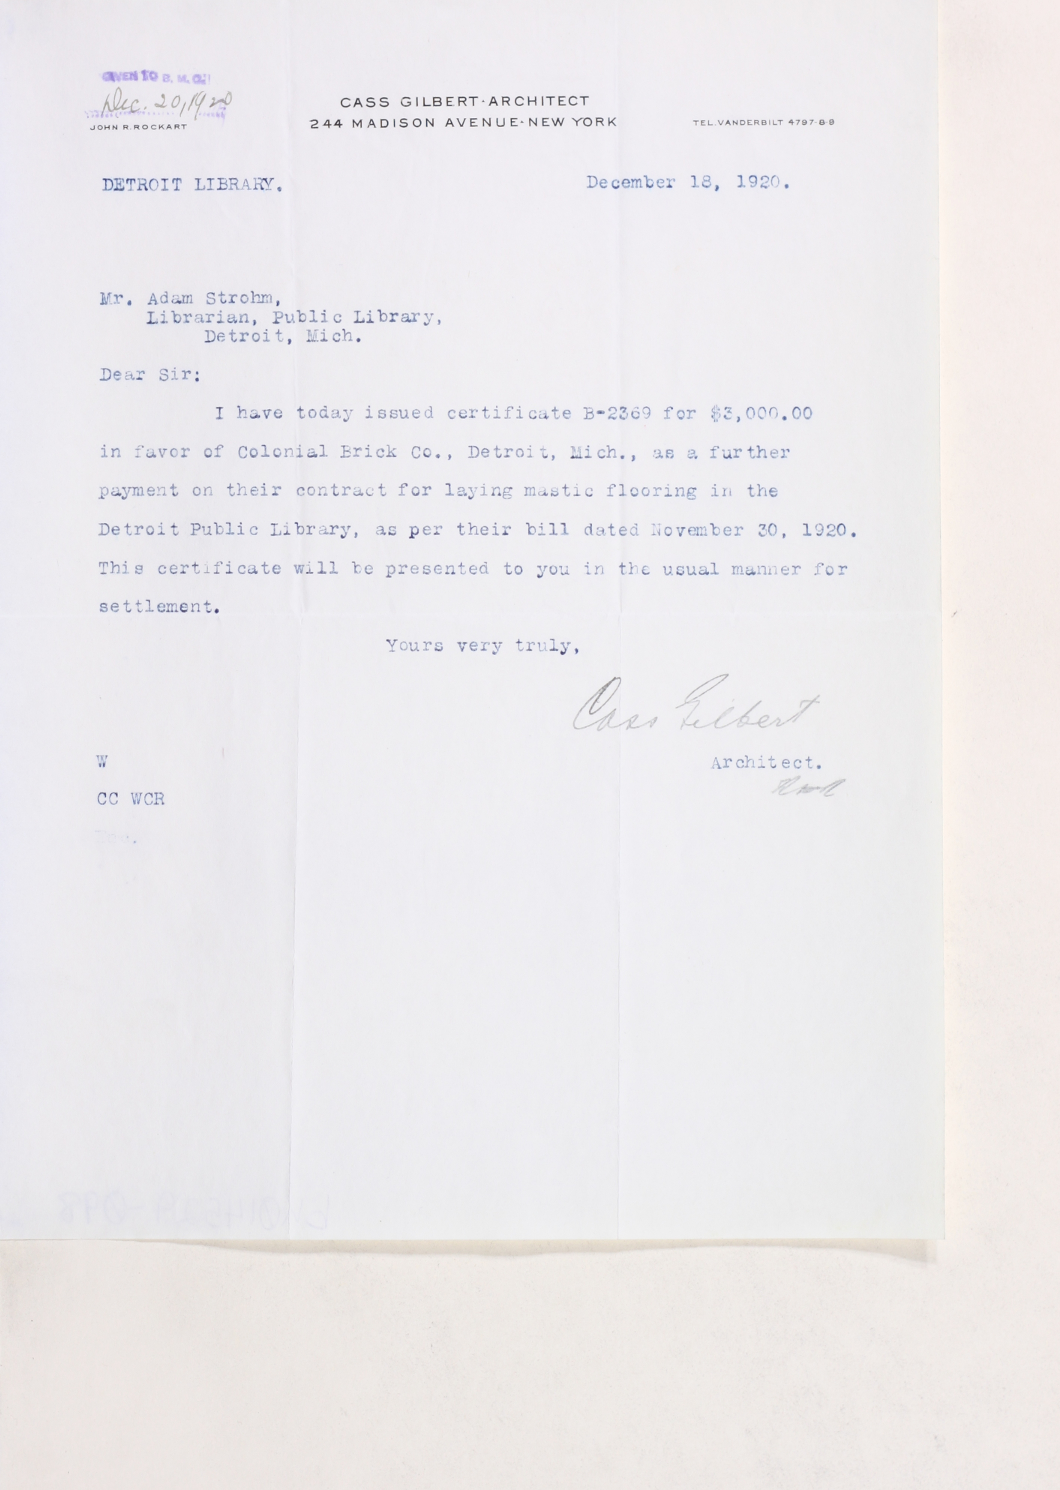 GIVEN TO B. M. C.
Dec. 20, 1920
JOHN R. ROCKART
CASS GILBERT·ARCHITECT
244 MADISON AVENUE·NEW YORK
TEL. VANDERBILT 4797-8-9
DETROIT LIBRARY.
December 18, 1920.
Mr. Adam Strohm,
Librarian, Public Library,
Detroit, Mich.
Dear Sir:
I have today issued certificate B-2369 for $3,000.00
in favor of Colonial Brick Co., Detroit, Mich., as a further
payment on their contract for laying mastic flooring in the
Detroit Public Library, as per their bill dated November 30, 1920.
This certificate will be presented to you in the usual manner for
settlement.
Yours very truly,
Cass Gilbert
Architect.
W
CC WCR